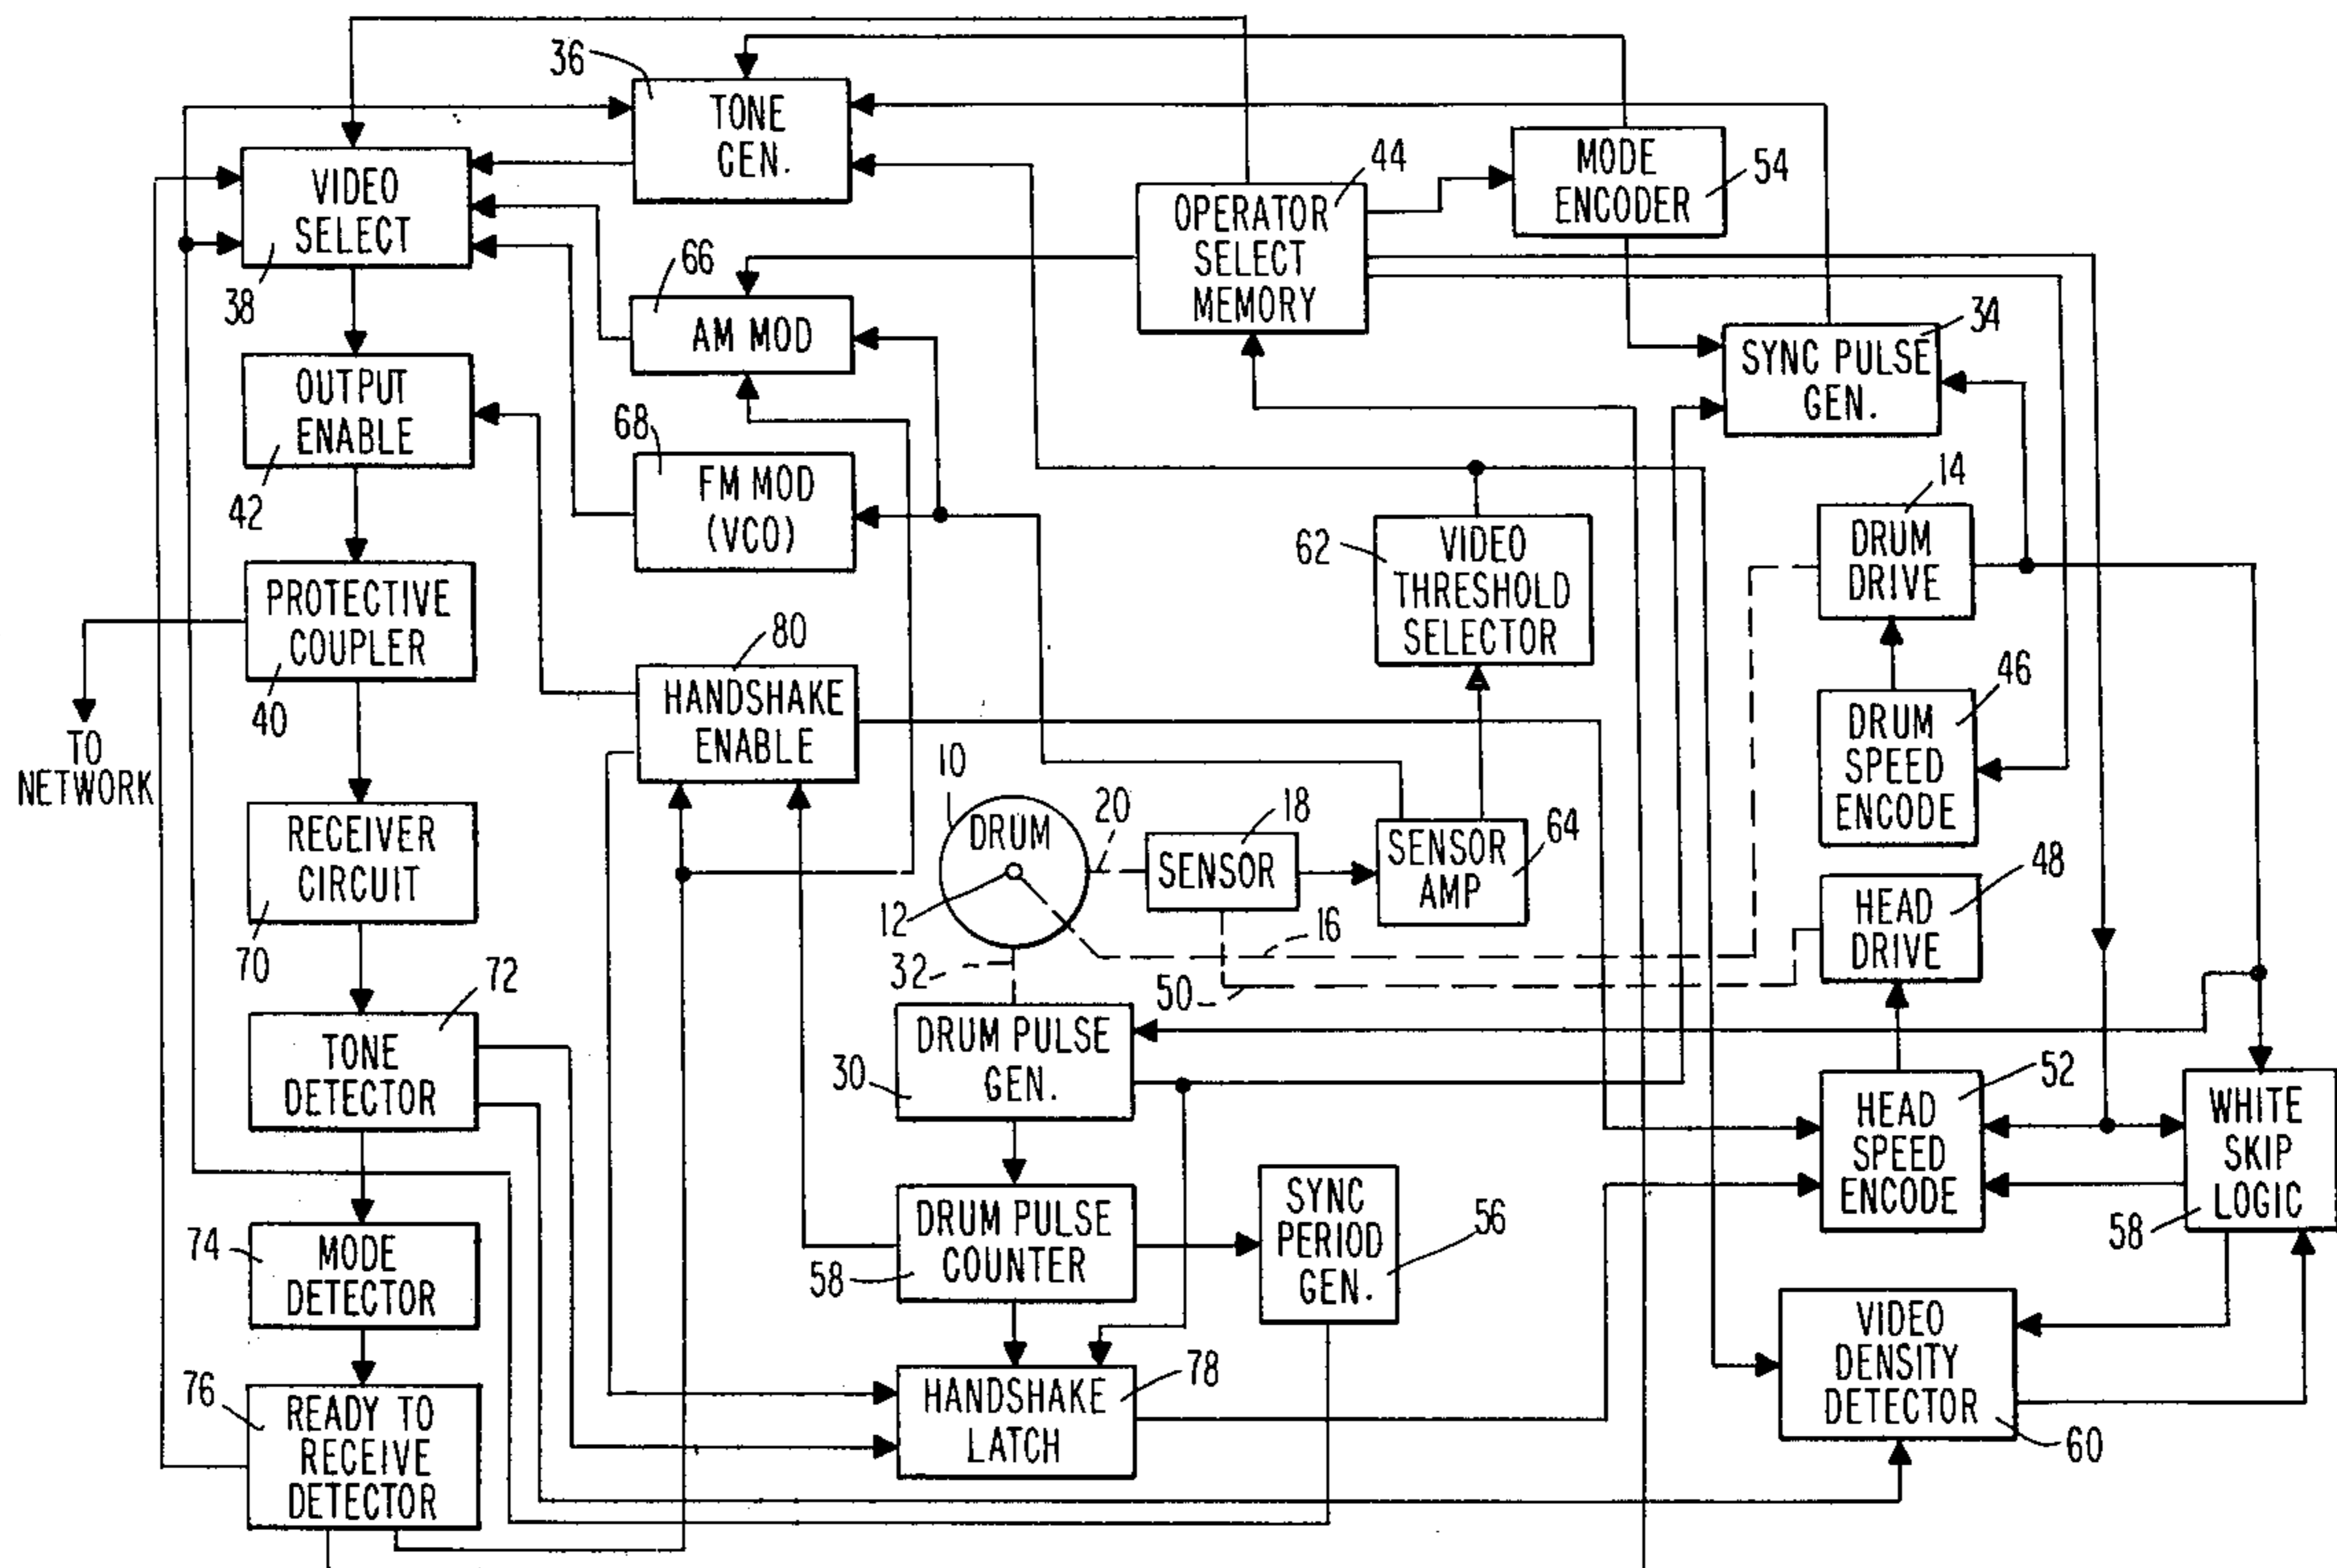 36
TONE
GEN.
VIDEO
SELECT
38
44
OPERATOR
SELECT
MEMORY
MODE
ENCODER
54
66
AM MOD
34
SYNC PULSE
GEN.
OUTPUT
ENABLE
42
68
FM MOD
(VCO)
62
VIDEO
THRESHOLD
SELECTOR
14
DRUM
DRIVE
PROTECTIVE
COUPLER
40
TO
NETWORK
80
HANDSHAKE
ENABLE
46
DRUM
SPEED
ENCODE
10
DRUM
12
20
18
SENSOR
SENSOR
AMP
64
RECEIVER
CIRCUIT
70
48
HEAD
DRIVE
16
32
50
72
TONE
DETECTOR
DRUM PULSE
GEN.
30
52
HEAD
SPEED
ENCODE
WHITE
SKIP
LOGIC
58
74
MODE
DETECTOR
DRUM PULSE
COUNTER
58
SYNC
PERIOD
GEN.
56
VIDEO
DENSITY
DETECTOR
60
76
READY TO
RECEIVE
DETECTOR
HANDSHAKE
LATCH
78